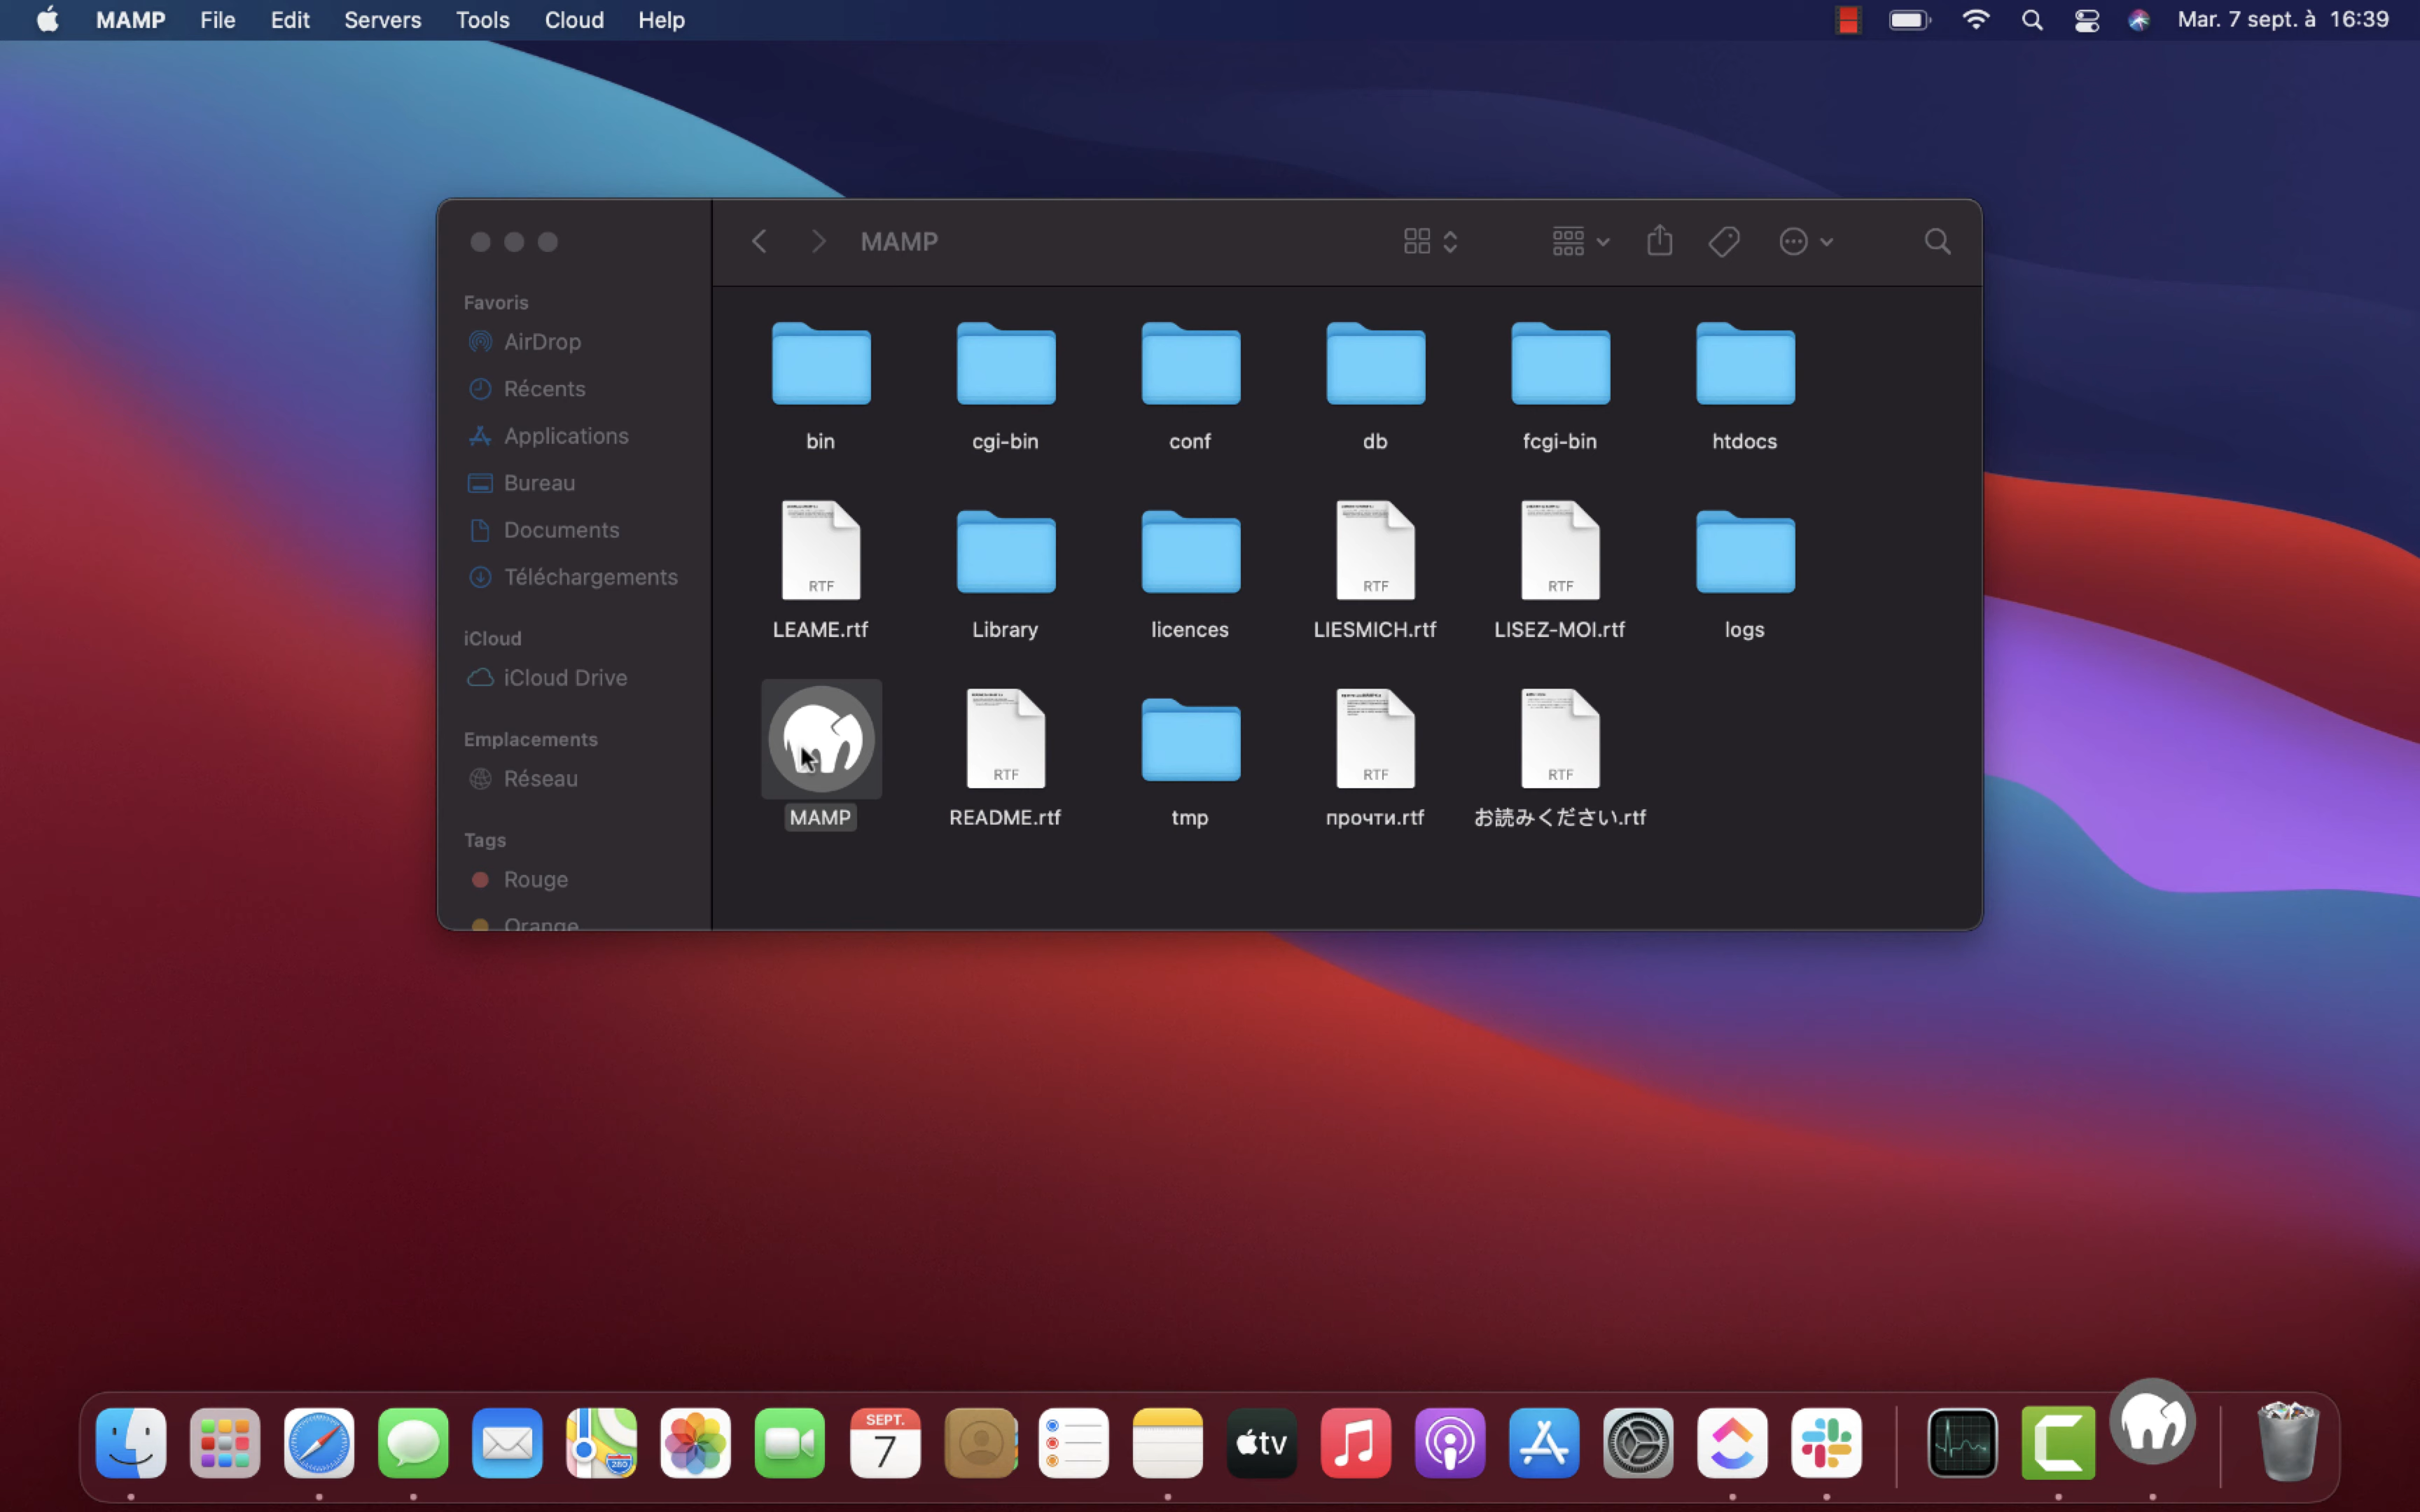 MAMP File Edit Servers Tools Cloud Help Mar. 7 sept. à 16:39
MAMP
Favoris
AirDrop
Récents
Applications
Bureau
Documents
Téléchargements
iCloud
iCloud Drive
Emplacements
Réseau
Tags
Rouge
Orange
bin cgi-bin conf db fcgi-bin htdocs
RTF RTF RTF
LEAME.rtf Library licences LIESMICH.rtf LISEZ-MOI.rtf logs
RTF RTF RTF
MAMP README.rtf tmp прочти.rtf お読みください.rtf
SEPT.
7
tv
280